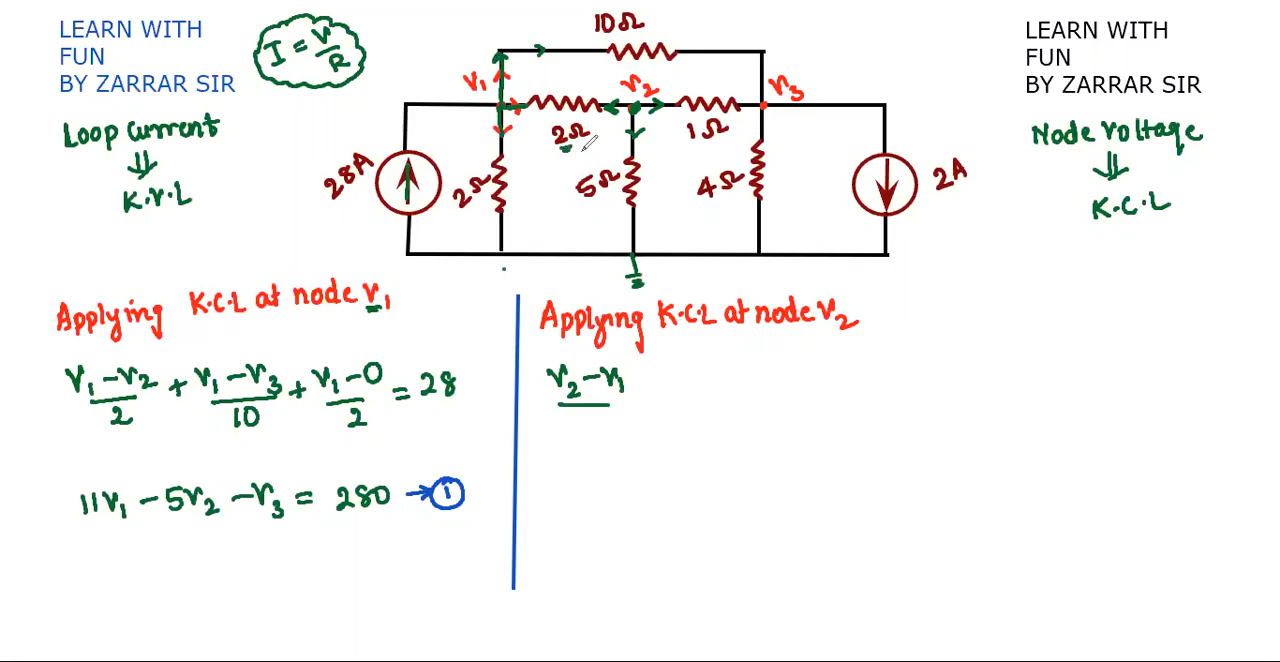 LEARN WITH
FUN
BY ZARRAR SIR
I = V/R
Loop current
⇓
K.V.L
10Ω
V1
V2
V3
2Ω
1Ω
28A
2Ω
5Ω
4Ω
2A
LEARN WITH
FUN
BY ZARRAR SIR
Node voltage
⇓
K.C.L
Applying K.C.L at node V1
V1-V2/2 + V1-V3/10 + V1-0/2 = 28
11V1 - 5V2 - V3 = 280 → 1
Applying K.C.L at node V2
V2-V1